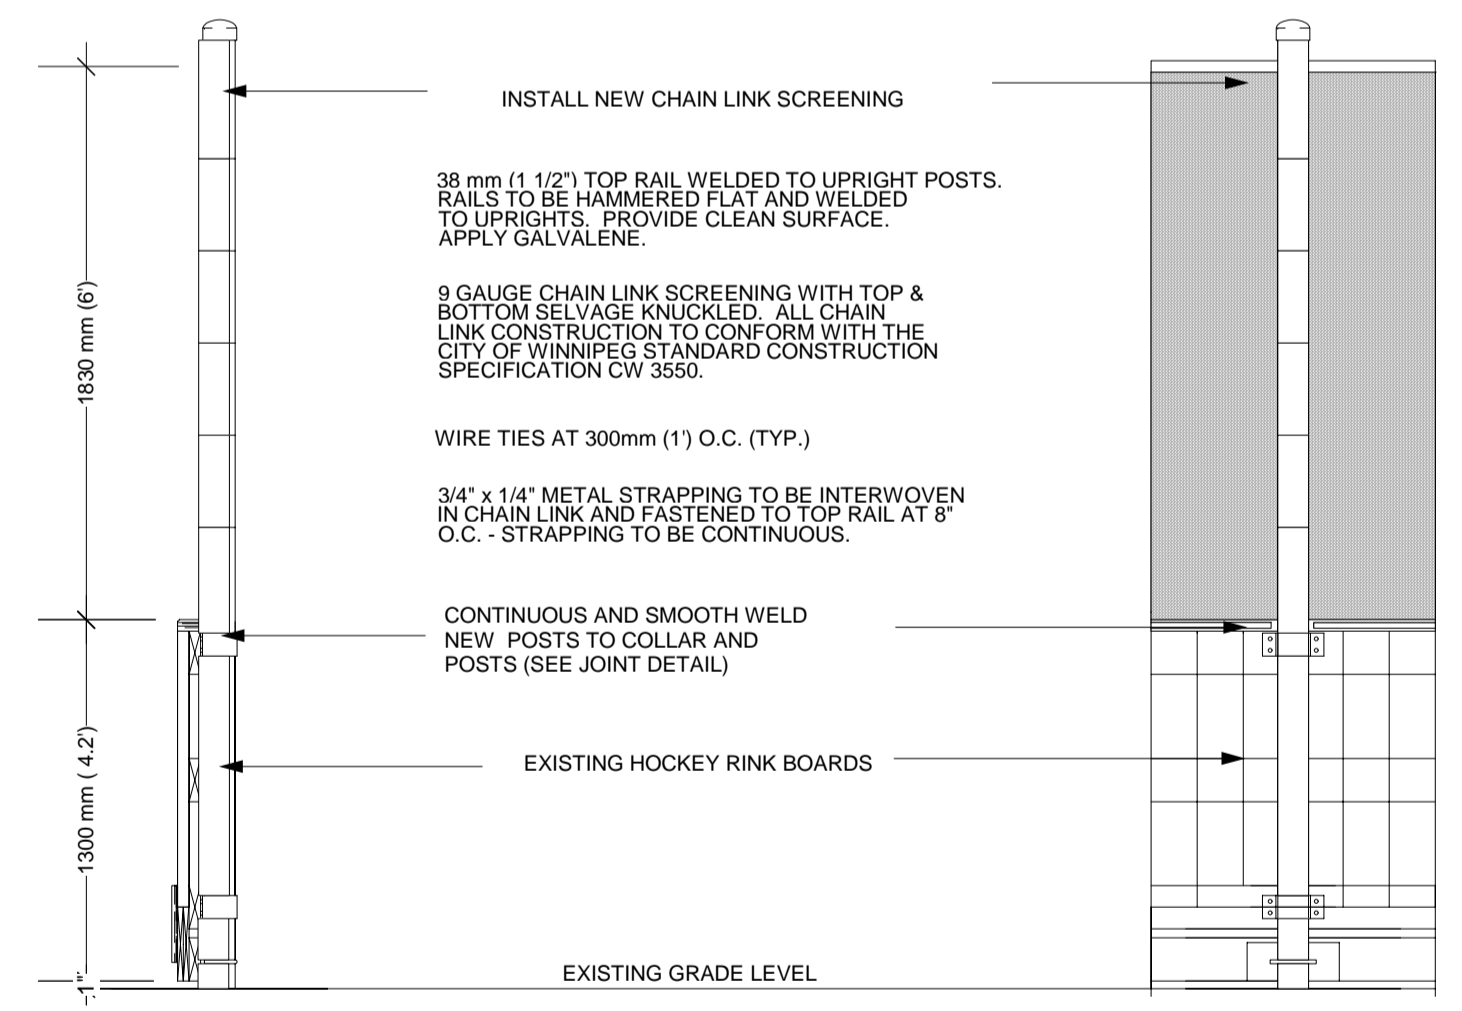 INSTALL NEW CHAIN LINK SCREENING
38 mm (1 1/2") TOP RAIL WELDED TO UPRIGHT POSTS.
RAILS TO BE HAMMERED FLAT AND WELDED
TO UPRIGHTS. PROVIDE CLEAN SURFACE.
APPLY GALVALENE.
9 GAUGE CHAIN LINK SCREENING WITH TOP &
BOTTOM SELVAGE KNUCKLED. ALL CHAIN
LINK CONSTRUCTION TO CONFORM WITH THE
CITY OF WINNIPEG STANDARD CONSTRUCTION
SPECIFICATION CW 3550.
1830 mm (6')
WIRE TIES AT 300mm (1') O.C. (TYP.)
3/4" x 1/4" METAL STRAPPING TO BE INTERWOVEN
IN CHAIN LINK AND FASTENED TO TOP RAIL AT 8"
O.C. - STRAPPING TO BE CONTINUOUS.
CONTINUOUS AND SMOOTH WELD
NEW POSTS TO COLLAR AND
POSTS (SEE JOINT DETAIL)
EXISTING HOCKEY RINK BOARDS
1300 mm ( 4.2')
EXISTING GRADE LEVEL
1"